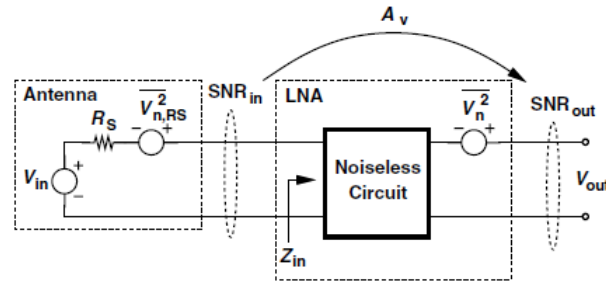 A_v
Antenna
R_S
V²_n,RS
SNR_in
LNA
V²_n
SNR_out
− +
− +
V_in
+
−
Noiseless
Circuit
V_out
Z_in